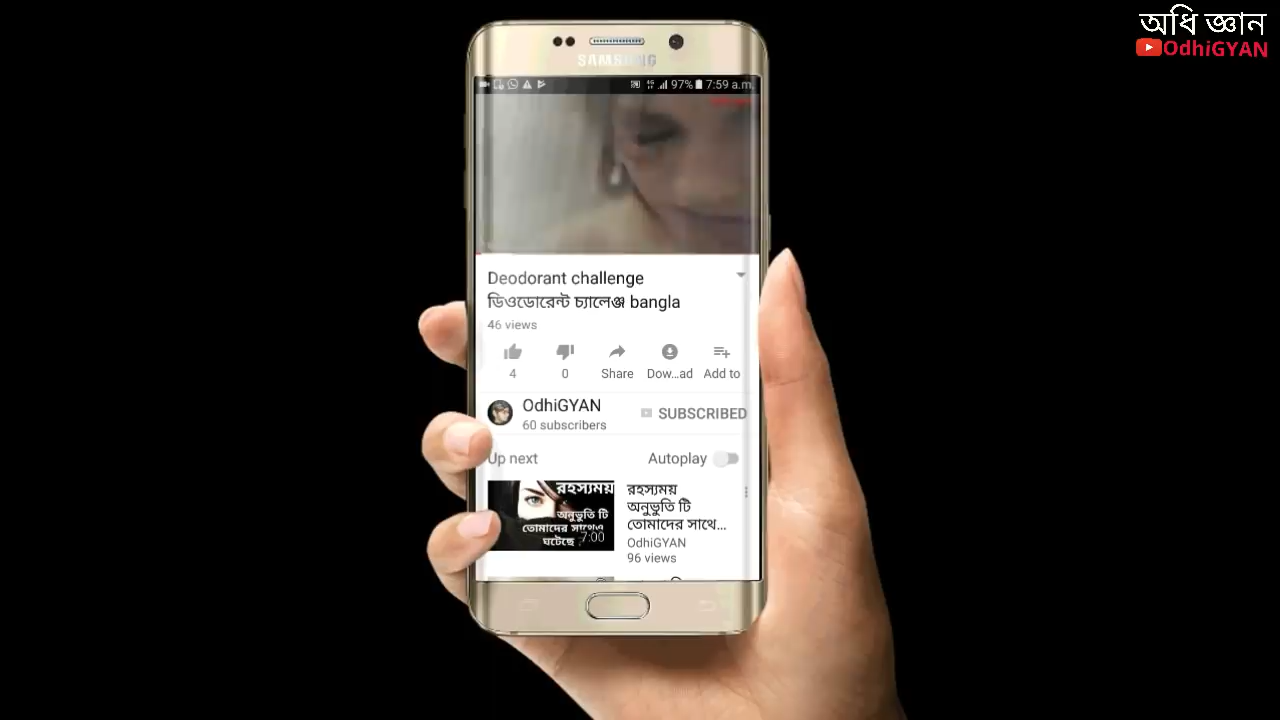 অধি জ্ঞান
OdhiGYAN
SAMSUNG
97% 7:59 a.m.
Deodorant challenge
ডিওডোরেন্ট চ্যালেঞ্জ bangla
46 views
4
0
Share
Dow...ad
Add to
OdhiGYAN
60 subscribers
SUBSCRIBED
Up next
Autoplay
রহস্যময়
অনুভুতি টি
তোমাদের সাথেও
ঘটেছে
7:00
রহস্যময়
অনুভুতি টি
তোমাদের সাথে...
OdhiGYAN
96 views